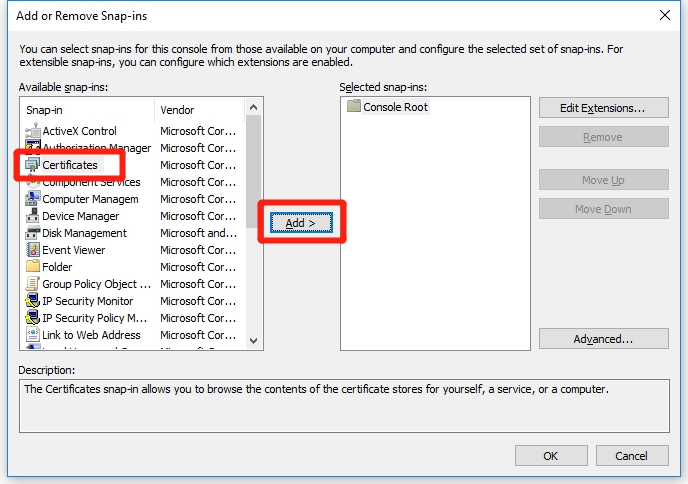 Add or Remove Snap-ins
You can select snap-ins for this console from those available on your computer and configure the selected set of snap-ins. For
extensible snap-ins, you can configure which extensions are enabled.
Available snap-ins:
Snap-in Vendor
ActiveX Control Microsoft Cor...
Authorization Manager Microsoft Cor...
Certificates Microsoft Cor...
Component Services Microsoft Cor...
Computer Managem Microsoft Cor...
Device Manager Microsoft Cor...
Disk Management Microsoft and...
Event Viewer Microsoft Cor...
Folder Microsoft Cor...
Group Policy Object ... Microsoft Cor...
IP Security Monitor Microsoft Cor...
IP Security Policy M... Microsoft Cor...
Link to Web Address Microsoft Cor...
Add >
Selected snap-ins:
Console Root
Edit Extensions...
Remove
Move Up
Move Down
Advanced...
Description:
The Certificates snap-in allows you to browse the contents of the certificate stores for yourself, a service, or a computer.
OK
Cancel